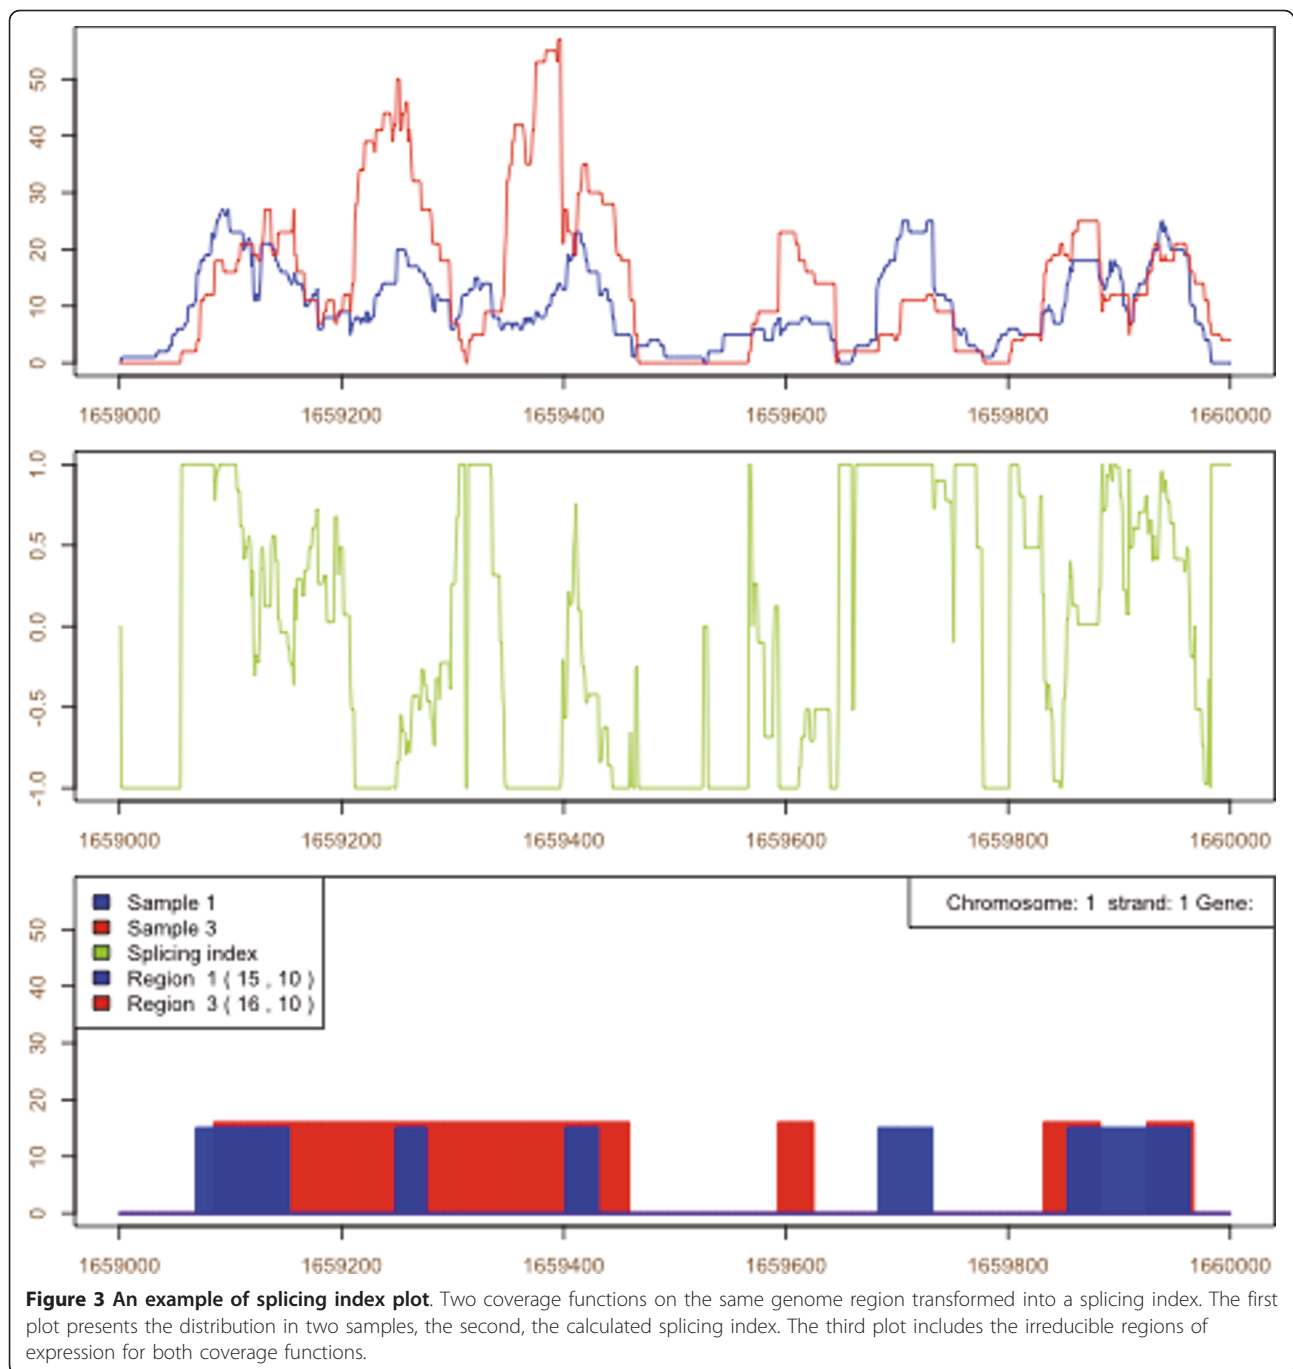 50
40
30
20
10
0
1659000 1659200 1659400 1659600 1659800 1660000
1.0
0.5
0.0
-0.5
-1.0
1659000 1659200 1659400 1659600 1659800 1660000
50
40
30
20
10
0
Sample 1
Sample 3
Splicing index
Region 1 ( 15 , 10 )
Region 3 ( 16 , 10 )
Chromosome: 1 strand: 1 Gene:
1659000 1659200 1659400 1659600 1659800 1660000
Figure 3 An example of splicing index plot. Two coverage functions on the same genome region transformed into a splicing index. The first
plot presents the distribution in two samples, the second, the calculated splicing index. The third plot includes the irreducible regions of
expression for both coverage functions.